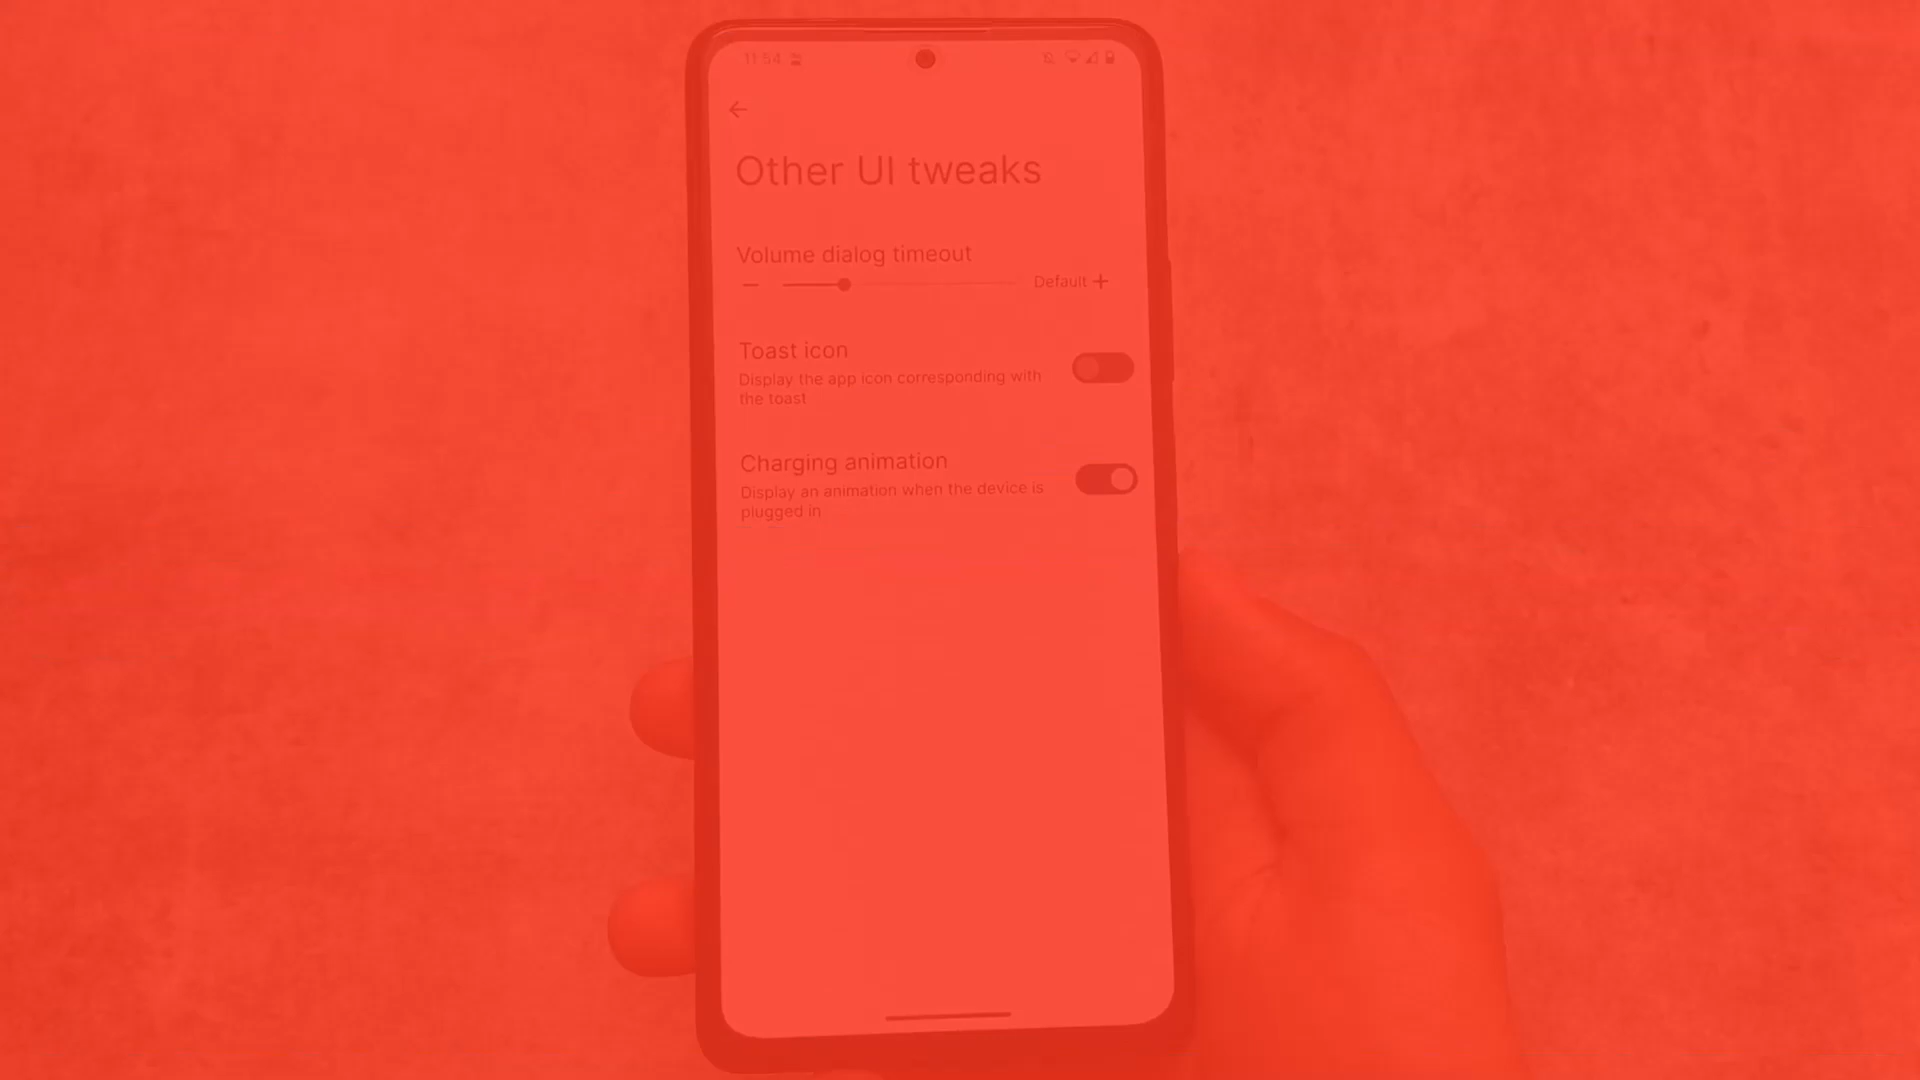 11:54
Other UI tweaks
Volume dialog timeout
Default
Toast icon
Display the app icon corresponding with
the toast
Charging animation
Display an animation when the device is
plugged in